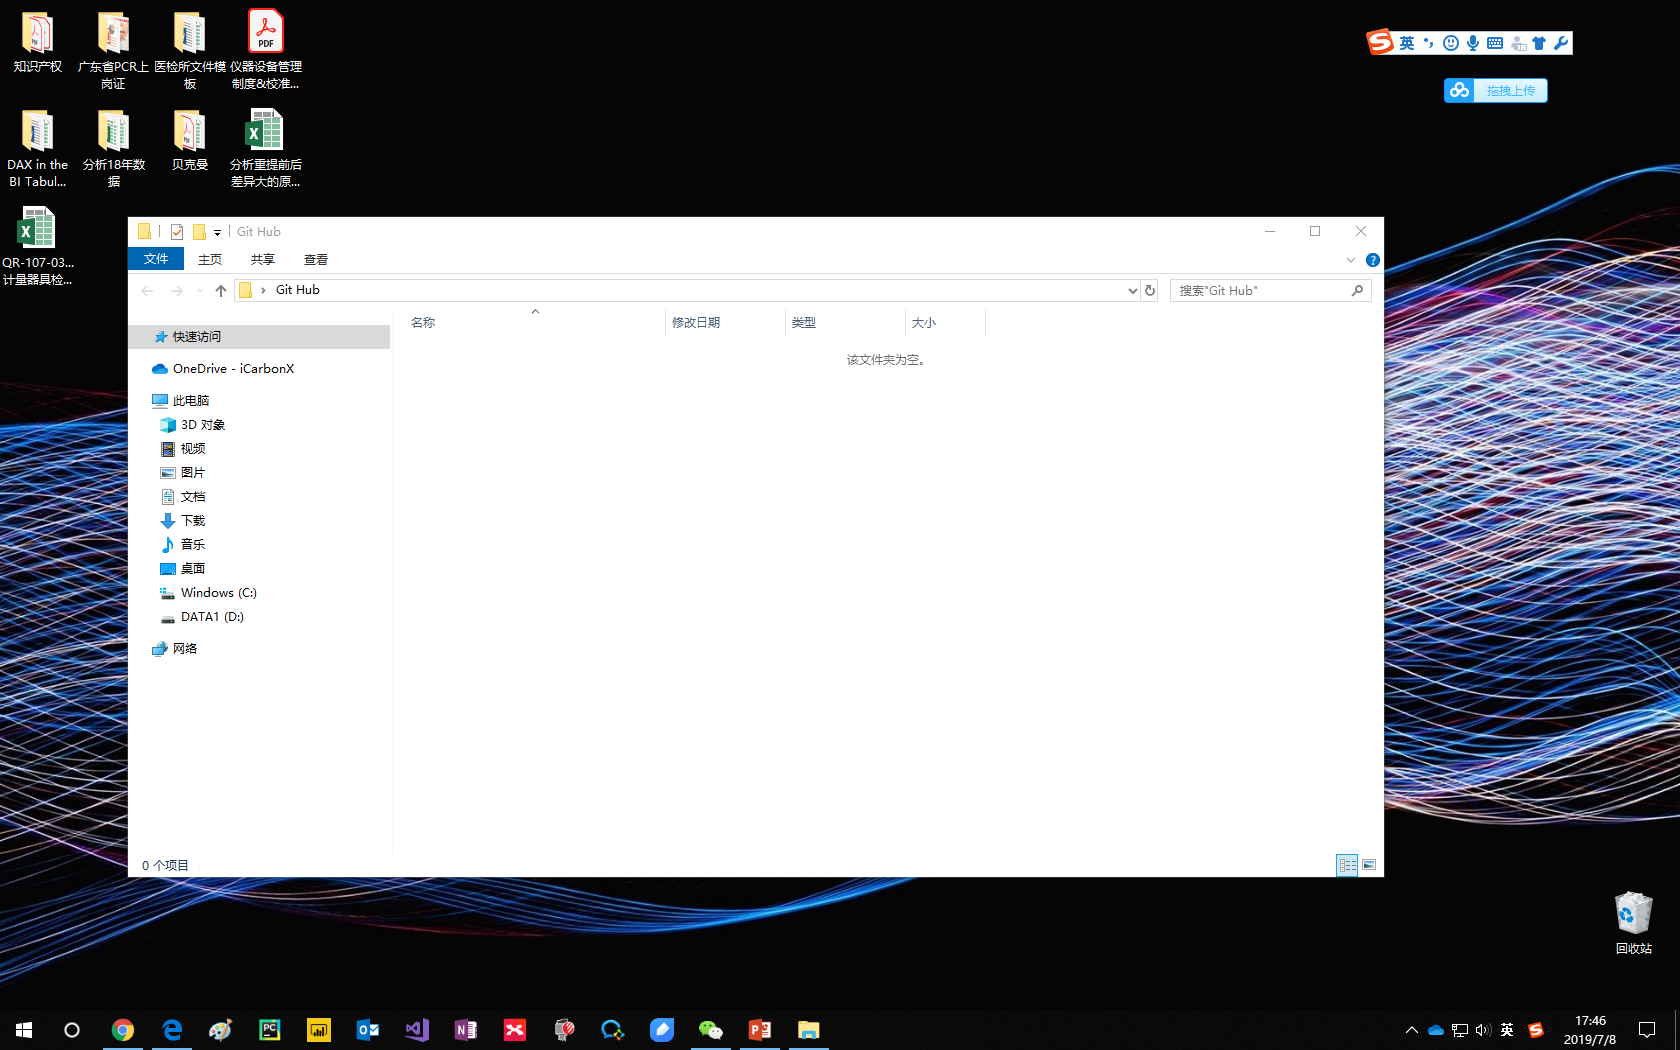 知识产权
广东省PCR上
岗证
医检所文件模
板
仪器设备管理
制度&校准...
PDF
DAX in the
BI Tabul...
分析18年数
据
贝克曼
分析重提前后
差异大的原...
QR-107-03...
计量器具检...
英
拖拽上传
Git Hub
文件
主页
共享
查看
Git Hub
搜索"Git Hub"
名称
修改日期
类型
大小
该文件夹为空。
快速访问
OneDrive - iCarbonX
此电脑
3D 对象
视频
图片
文档
下载
音乐
桌面
Windows (C:)
DATA1 (D:)
网络
0 个项目
回收站
英
17:46
2019/7/8